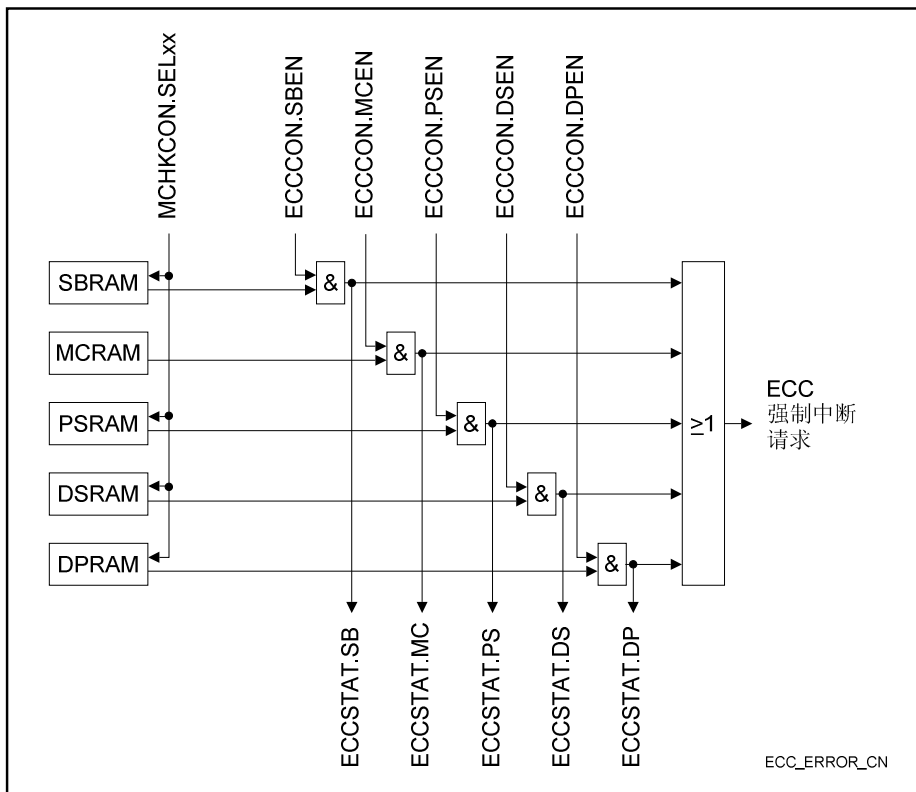 MCHKCON.SELxx
ECCCON.SBEN
ECCCON.MCEN
ECCCON.PSEN
ECCCON.DSEN
ECCCON.DPEN
SBRAM
&
MCRAM
&
PSRAM
&
≥1
ECC
强制中断
请求
DSRAM
&
DPRAM
&
ECCSTAT.SB
ECCSTAT.MC
ECCSTAT.PS
ECCSTAT.DS
ECCSTAT.DP
ECC_ERROR_CN